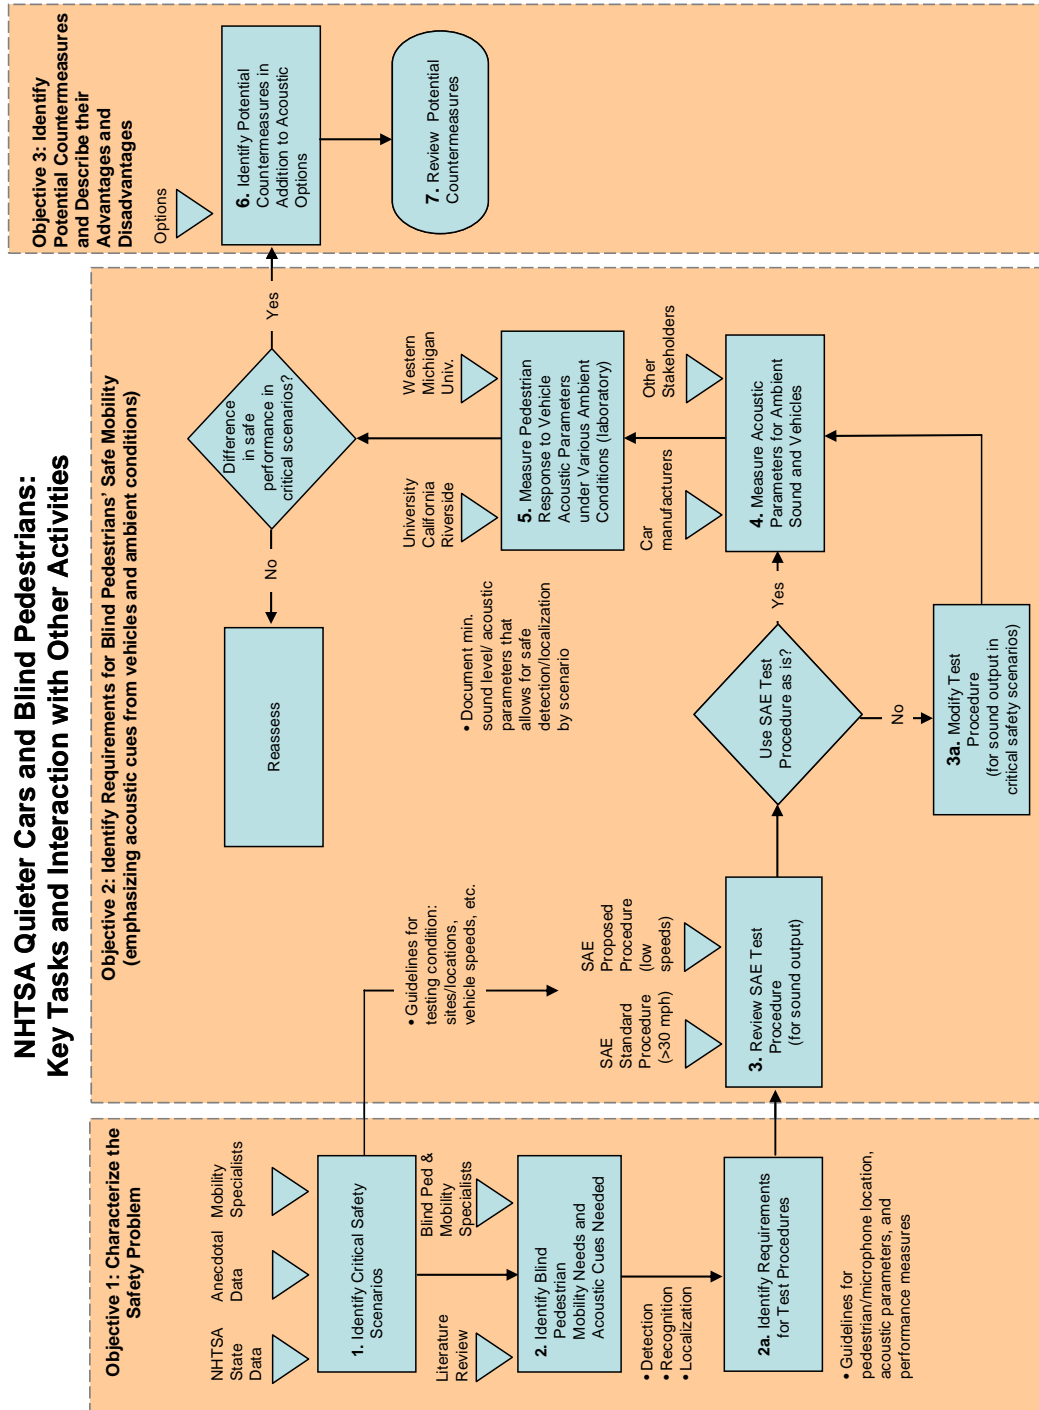 NHTSA Quieter Cars and Blind Pedestrians:
Key Tasks and Interaction with Other Activities
Objective 1: Characterize the
Safety Problem
NHTSA
State
Data
Anecdotal
Data
Mobility
Specialists
1. Identify Critical Safety
Scenarios
Literature
Review
Blind Ped &
Mobility
Specialists
2. Identify Blind
Pedestrian
Mobility Needs and
Acoustic Cues Needed
• Detection
• Recognition
• Localization
2a. Identify Requirements
for Test Procedures
• Guidelines for
pedestrian/microphone location,
acoustic parameters, and
performance measures
Objective 2: Identify Requirements for Blind Pedestrians' Safe Mobility
(emphasizing acoustic cues from vehicles and ambient conditions)
• Guidelines for
testing condition:
sites/locations,
vehicle speeds, etc.
SAE
Standard
Procedure
(>30 mph)
SAE
Proposed
Procedure
(low
speeds)
3. Review SAE Test
Procedure
(for sound output)
Use SAE Test
Procedure as is?
No
Yes
3a. Modify Test
Procedure
(for sound output in
critical safety scenarios)
Car
manufacturers
Other
Stakeholders
4. Measure Acoustic
Parameters for Ambient
Sound and Vehicles
• Document min.
sound level/ acoustic
parameters that
allows for safe
detection/localization
by scenario
University
California
Riverside
Western
Michigan
Univ.
5. Measure Pedestrian
Response to Vehicle
Acoustic Parameters
under Various Ambient
Conditions (laboratory)
Difference
in safe
performance in
critical scenarios?
No
Reassess
Yes
Objective 3: Identify
Potential Countermeasures
and Describe their
Advantages and
Disadvantages
Options
6. Identify Potential
Countermeasures in
Addition to Acoustic
Options
7. Review Potential
Countermeasures